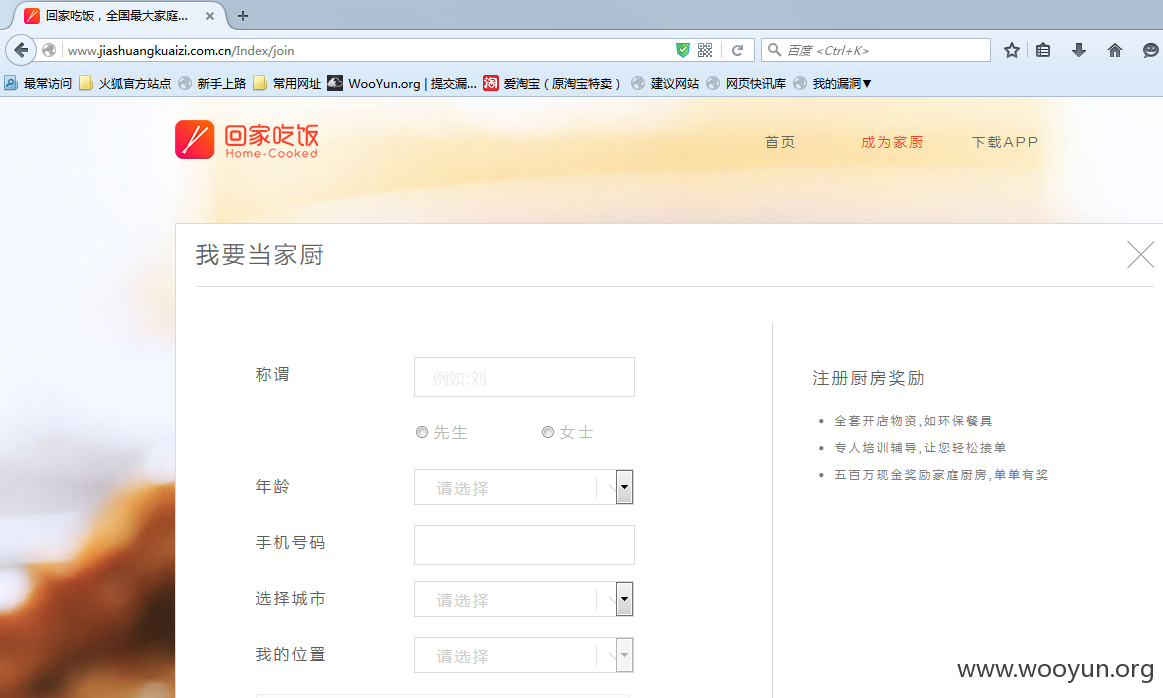 回家吃饭，全国最大家庭...
www.jiashuangkuaizi.com.cn/Index/join
百度 <Ctrl+K>
最常访问 火狐官方站点 新手上路 常用网址 WooYun.org | 提交漏... 淘 爱淘宝（原淘宝特卖） 建议网站 网页快讯库 我的漏洞▼
回家吃饭
Home-Cooked
首页 成为家厨 下载APP
我要当家厨
称谓 例如:刘
先生 女士
年龄 请选择
手机号码
选择城市 请选择
我的位置 请选择
注册厨房奖励
• 全套开店物资,如环保餐具
• 专人培训辅导,让您轻松接单
• 五百万现金奖励家庭厨房,单单有奖
www.wooyun.org